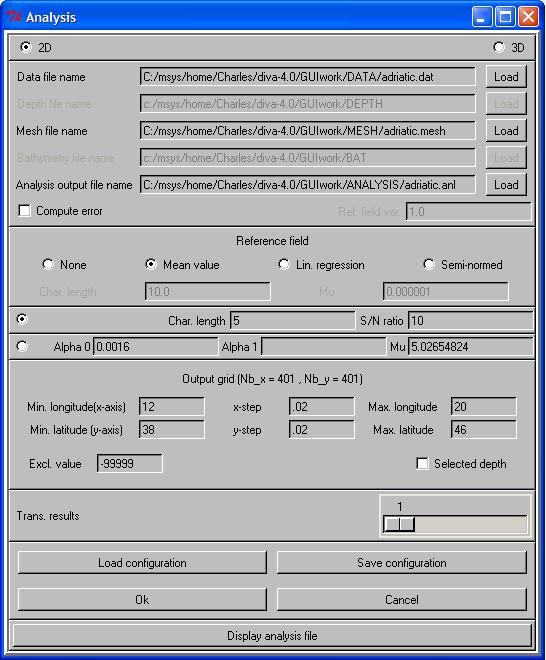 Analysis
2D 3D
Data file name C:/msys/home/Charles/diva-4.0/GUIwork/DATA/adriatic.dat Load
Depth file name c:/msys/home/Charles/diva-4.0/GUIwork/DEPTH Load
Mesh file name C:/msys/home/Charles/diva-4.0/GUIwork/MESH/adriatic.mesh Load
Bathymetry file name c:/msys/home/Charles/diva-4.0/GUIwork/BAT Load
Analysis output file name C:/msys/home/Charles/diva-4.0/GUIwork/ANALYSIS/adriatic.anl Load
Compute error Ref. field var. 1.0
Reference field
None Mean value Lin. regression Semi-normed
Char. length 10.0 Mu 0.000001
Char. length 5 S/N ratio 10
Alpha 0 0.0016 Alpha 1 Mu 5.02654824
Output grid (Nb_x = 401 , Nb_y = 401)
Min. longitude(x-axis) 12 x-step .02 Max. longitude 20
Min. latitude (y-axis) 38 y-step .02 Max. latitude 46
Excl. value -99999 Selected depth
1
Trans. results
Load configuration Save configuration
Ok Cancel
Display analysis file